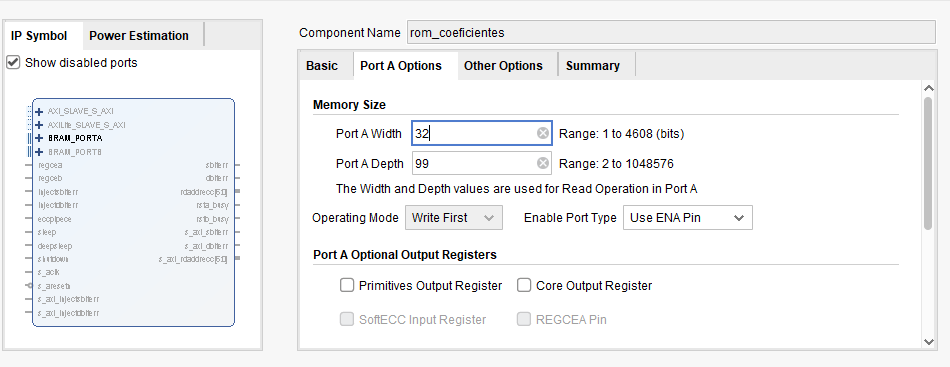 IP Symbol Power Estimation
Show disabled ports
AXI_SLAVE_S_AXI
AXILite_SLAVE_S_AXI
BRAM_PORTA
BRAM_PORTB
regcea sbiterr
regceb dbiterr
injectsbiterr rdaddrecc[6:0]
injectdbiterr rsta_busy
eccpipece rstb_busy
sleep s_axi_sbiterr
deepsleep s_axi_dbiterr
shutdown s_axi_rdaddrecc[6:0]
s_aclk
s_aresetn
s_axi_injectsbiterr
s_axi_injectdbiterr
Component Name rom_coeficientes
Basic Port A Options Other Options Summary
Memory Size
Port A Width 32 Range: 1 to 4608 (bits)
Port A Depth 99 Range: 2 to 1048576
The Width and Depth values are used for Read Operation in Port A
Operating Mode Write First Enable Port Type Use ENA Pin
Port A Optional Output Registers
Primitives Output Register Core Output Register
SoftECC Input Register REGCEA Pin